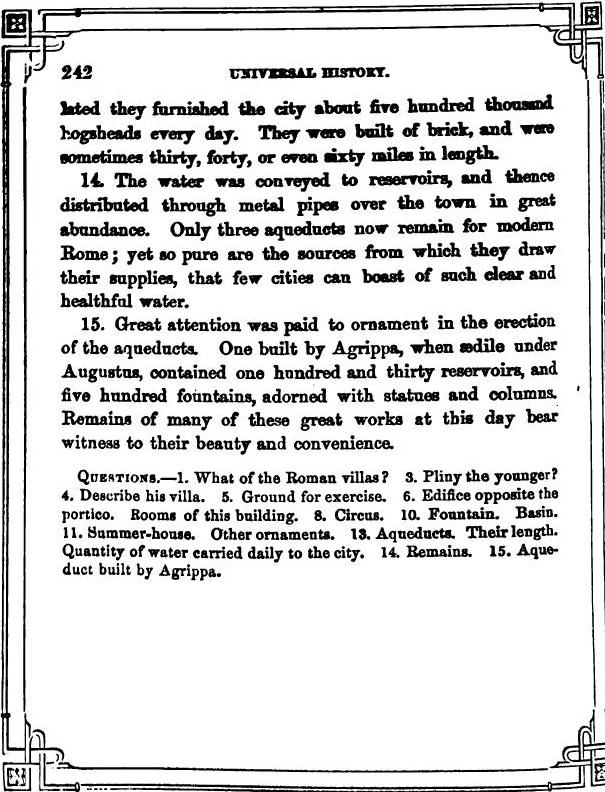 242 UNIVERSAL HISTORY.
lated they furnished the city about five hundred thousand
hogsheads every day. They were built of brick, and were
sometimes thirty, forty, or even sixty miles in length.
14. The water was conveyed to reservoirs, and thence
distributed through metal pipes over the town in great
abundance. Only three aqueducts now remain for modern
Rome; yet so pure are the sources from which they draw
their supplies, that few cities can boast of such clear and
healthful water.
15. Great attention was paid to ornament in the erection
of the aqueducts. One built by Agrippa, when ædile under
Augustus, contained one hundred and thirty reservoirs, and
five hundred fountains, adorned with statues and columns.
Remains of many of these great works at this day bear
witness to their beauty and convenience.
QUESTIONS.—1. What of the Roman villas? 3. Pliny the younger?
4. Describe his villa. 5. Ground for exercise. 6. Edifice opposite the
portico. Rooms of this building. 8. Circus. 10. Fountain. Basin.
11. Summer-house. Other ornaments. 13. Aqueducts. Their length.
Quantity of water carried daily to the city. 14. Remains. 15. Aque-
duct built by Agrippa.